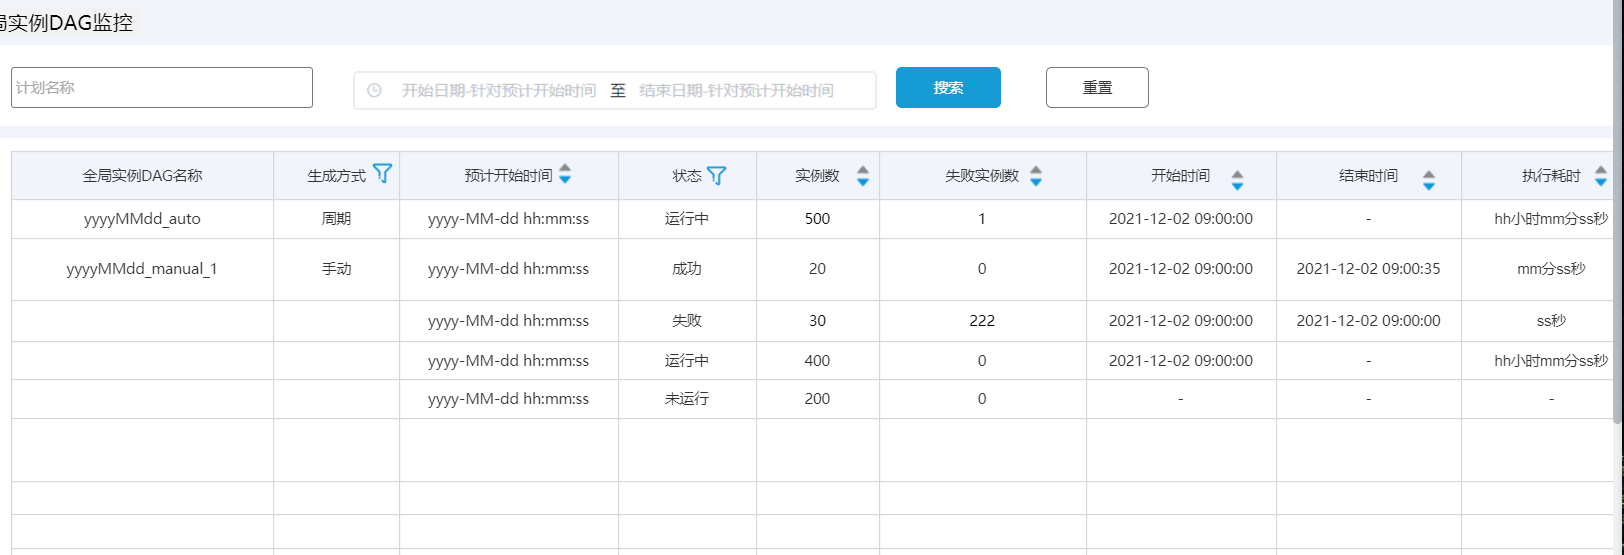 局实例DAG监控
计划名称 开始日期-针对预计开始时间 至 结束日期-针对预计开始时间 搜索 重置
全局实例DAG名称 生成方式 预计开始时间 状态 实例数 失败实例数 开始时间 结束时间 执行耗时
yyyyMMdd_auto 周期 yyyy-MM-dd hh:mm:ss 运行中 500 1 2021-12-02 09:00:00 - hh小时mm分ss秒
yyyyMMdd_manual_1 手动 yyyy-MM-dd hh:mm:ss 成功 20 0 2021-12-02 09:00:00 2021-12-02 09:00:35 mm分ss秒
yyyy-MM-dd hh:mm:ss 失败 30 222 2021-12-02 09:00:00 2021-12-02 09:00:00 ss秒
yyyy-MM-dd hh:mm:ss 运行中 400 0 2021-12-02 09:00:00 - hh小时mm分ss秒
yyyy-MM-dd hh:mm:ss 未运行 200 0 - - -